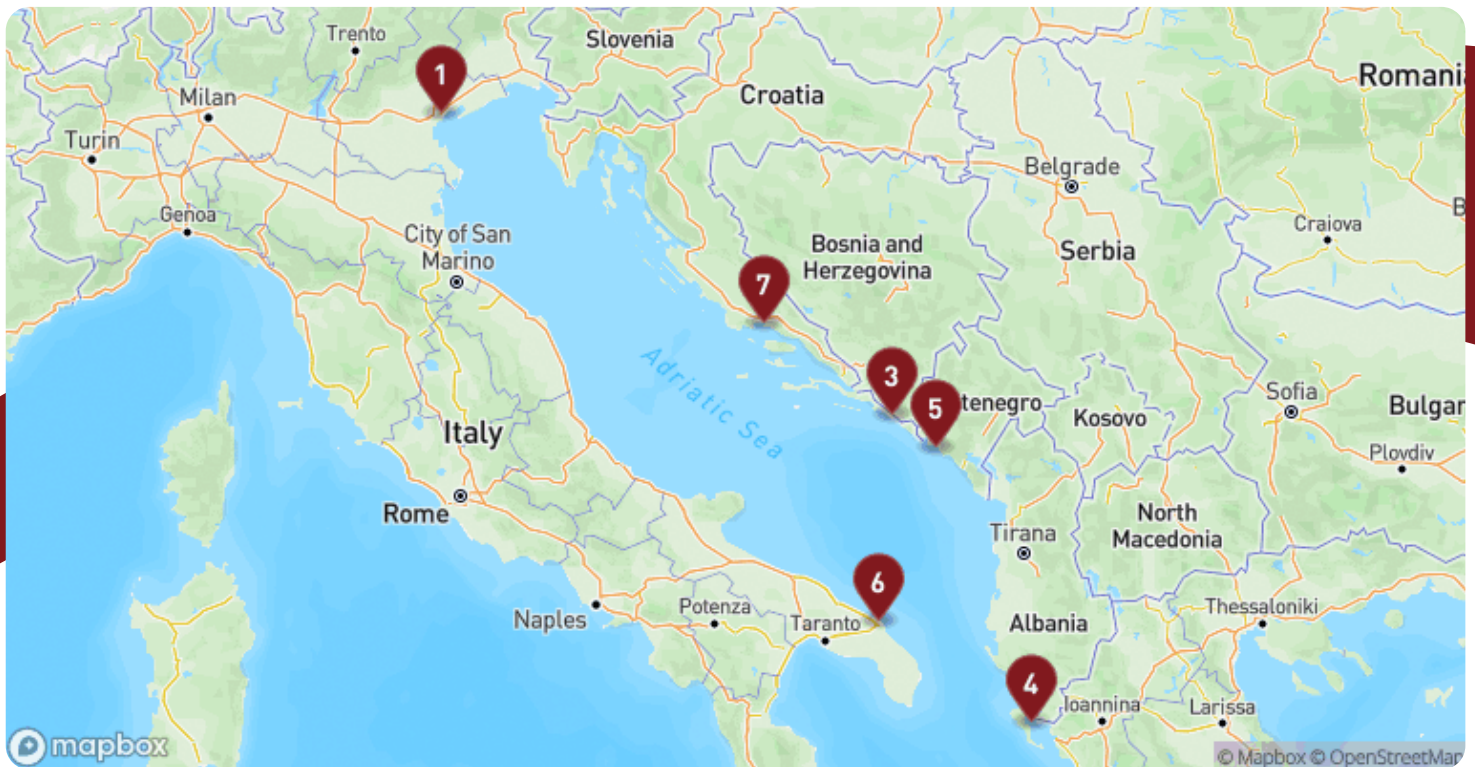 Trento
Slovenia
1
Romani
Milan
Croatia
Turin
Belgrade
Genoa
Craiova
City of San
Marino
Bosnia and
Herzegovina
Serbia
7
Adriatic Sea
3
5
tenegro
Kosovo
Sofia
Bulgar
Italy
Plovdiv
Rome
North
Macedonia
Tirana
6
Naples
Potenza
Taranto
Albania
Thessaloniki
4
Ioannina
Larissa
mapbox
© Mapbox © OpenStreetMap